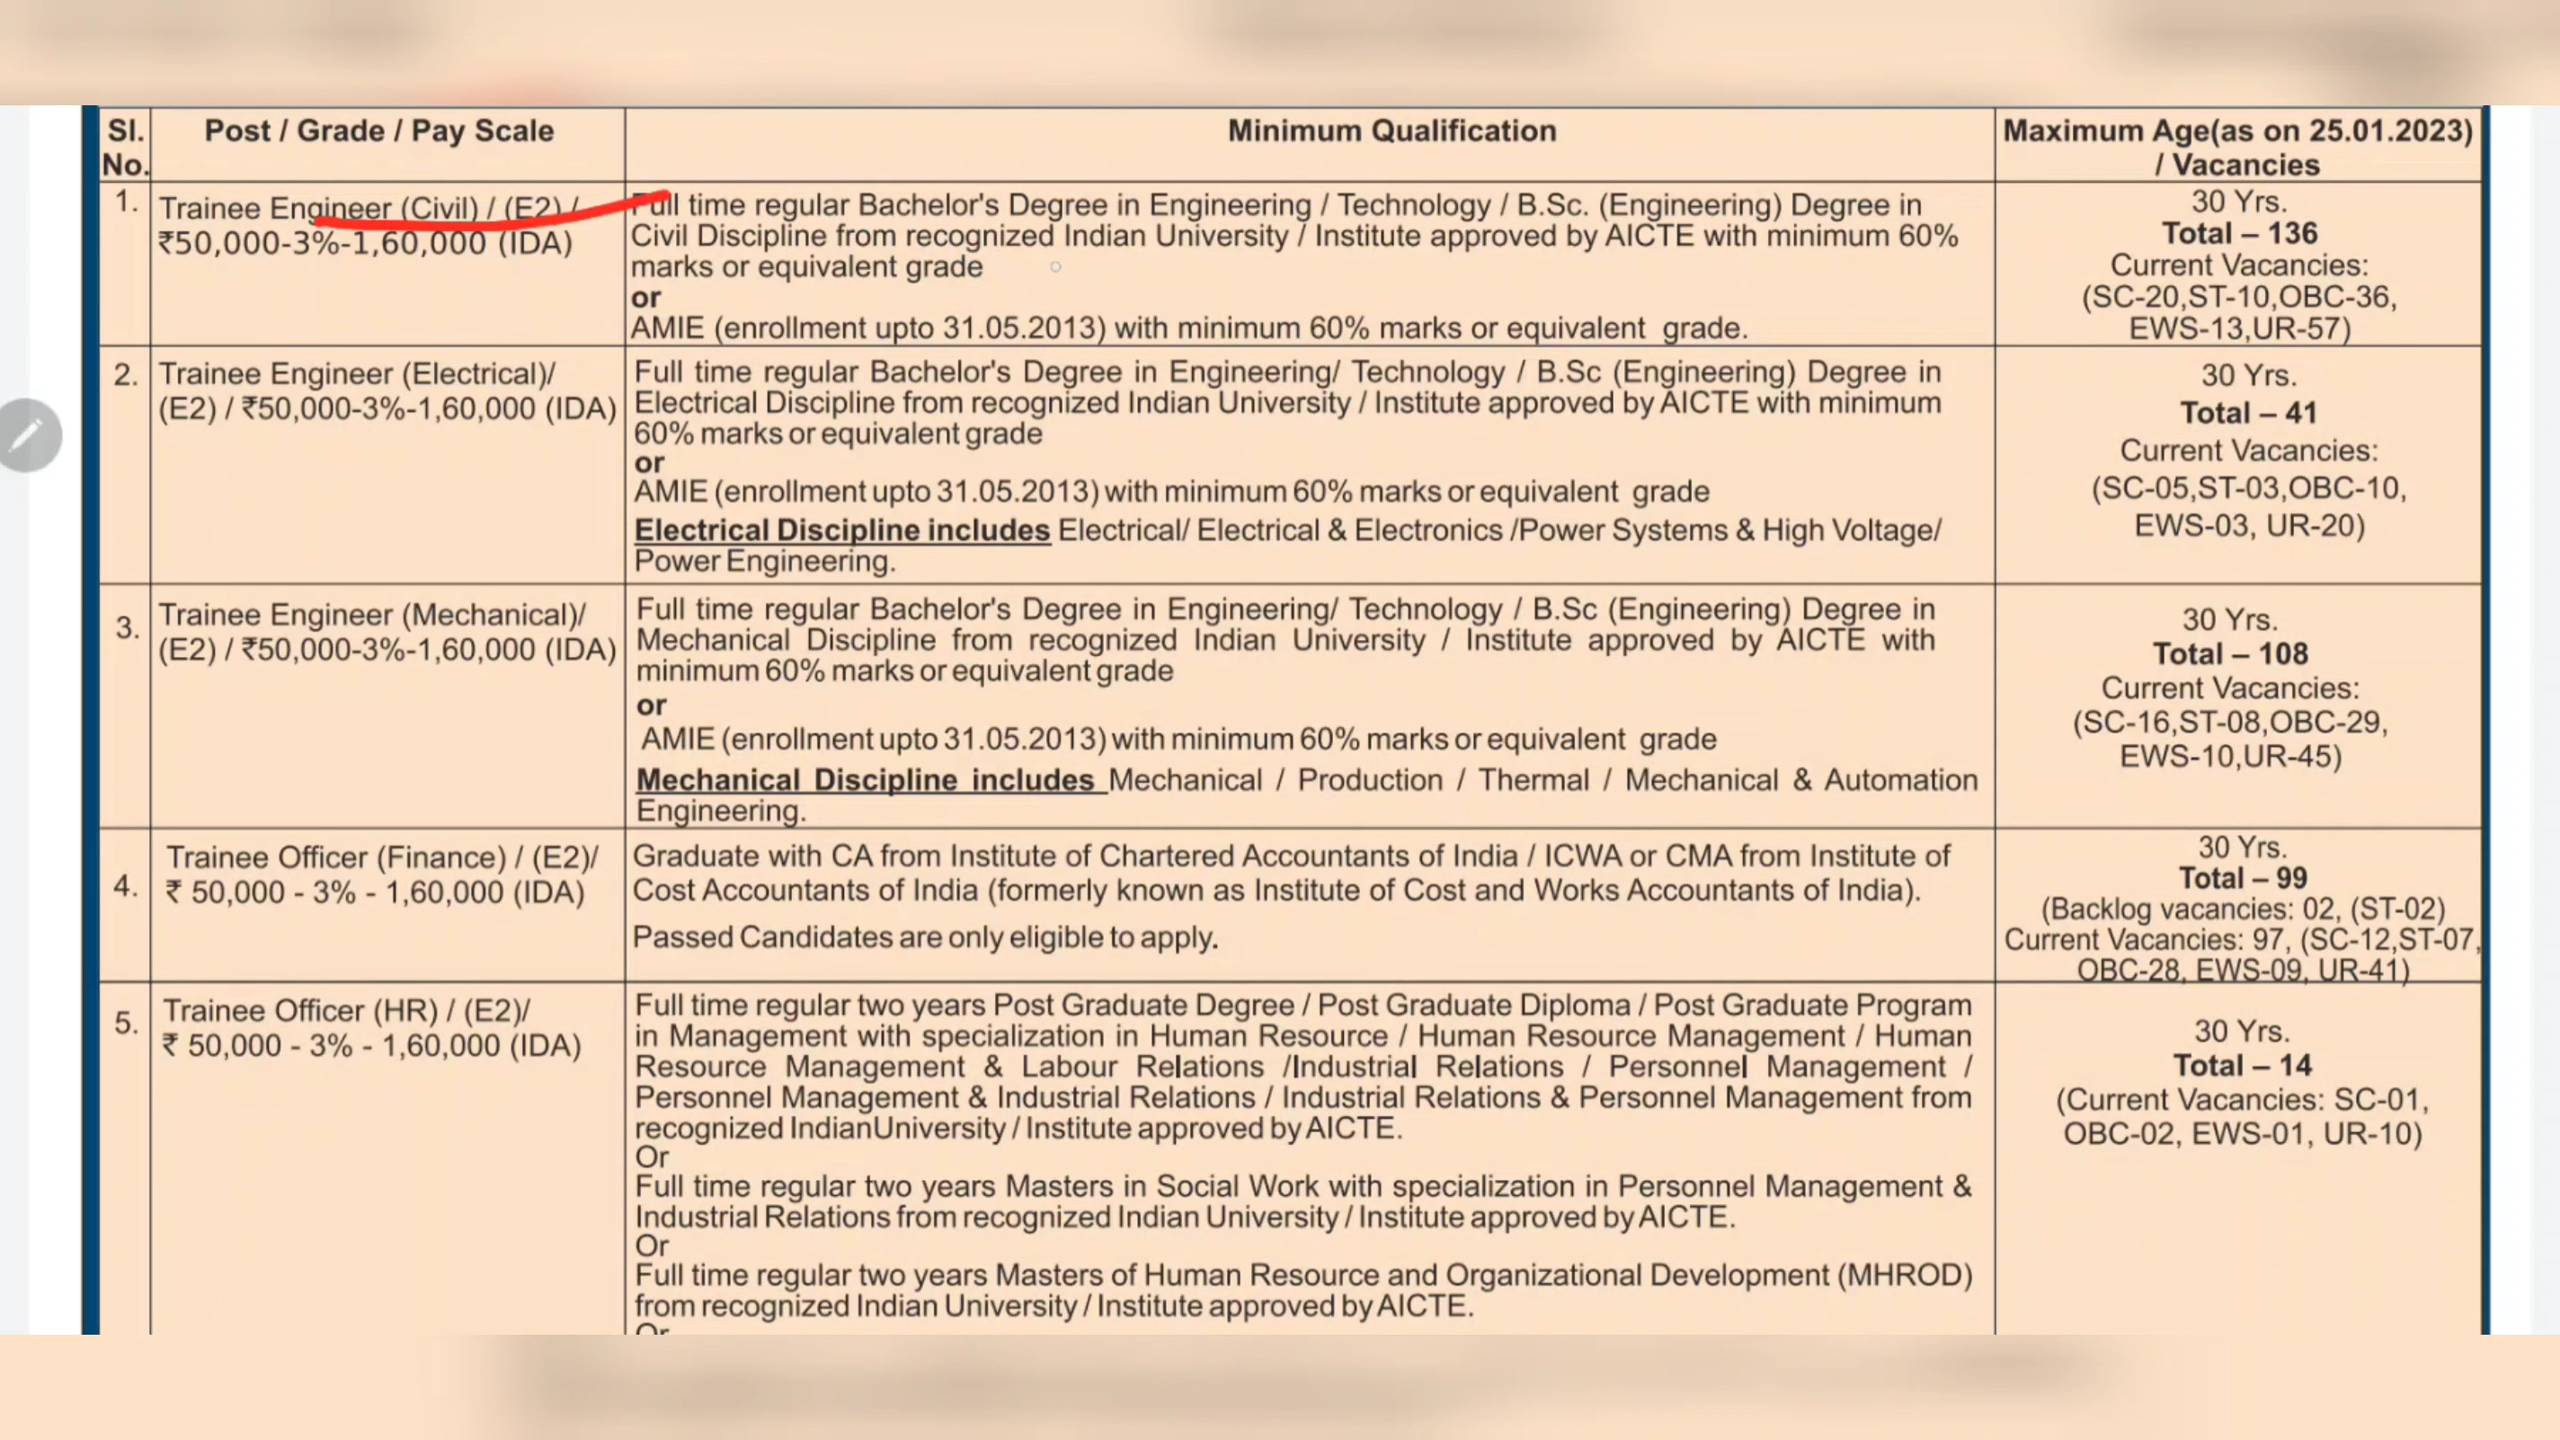 Sl. No.
Post / Grade / Pay Scale
Minimum Qualification
Maximum Age(as on 25.01.2023) / Vacancies
1.
Trainee Engineer (Civil) / (E2) /
₹50,000-3%-1,60,000 (IDA)
Full time regular Bachelor's Degree in Engineering / Technology / B.Sc. (Engineering) Degree in
Civil Discipline from recognized Indian University / Institute approved by AICTE with minimum 60%
marks or equivalent grade
or
AMIE (enrollment upto 31.05.2013) with minimum 60% marks or equivalent grade.
30 Yrs.
Total – 136
Current Vacancies:
(SC-20,ST-10,OBC-36,
EWS-13,UR-57)
2.
Trainee Engineer (Electrical)/
(E2) / ₹50,000-3%-1,60,000 (IDA)
Full time regular Bachelor's Degree in Engineering/ Technology / B.Sc (Engineering) Degree in
Electrical Discipline from recognized Indian University / Institute approved by AICTE with minimum
60% marks or equivalent grade
or
AMIE (enrollment upto 31.05.2013) with minimum 60% marks or equivalent grade
Electrical Discipline includes Electrical/ Electrical & Electronics /Power Systems & High Voltage/
Power Engineering.
30 Yrs.
Total – 41
Current Vacancies:
(SC-05,ST-03,OBC-10,
EWS-03, UR-20)
3.
Trainee Engineer (Mechanical)/
(E2) / ₹50,000-3%-1,60,000 (IDA)
Full time regular Bachelor's Degree in Engineering/ Technology / B.Sc (Engineering) Degree in
Mechanical Discipline from recognized Indian University / Institute approved by AICTE with
minimum 60% marks or equivalent grade
or
AMIE (enrollment upto 31.05.2013) with minimum 60% marks or equivalent grade
Mechanical Discipline includes Mechanical / Production / Thermal / Mechanical & Automation
Engineering.
30 Yrs.
Total – 108
Current Vacancies:
(SC-16,ST-08,OBC-29,
EWS-10,UR-45)
4.
Trainee Officer (Finance) / (E2)/
₹ 50,000 - 3% - 1,60,000 (IDA)
Graduate with CA from Institute of Chartered Accountants of India / ICWA or CMA from Institute of
Cost Accountants of India (formerly known as Institute of Cost and Works Accountants of India).
Passed Candidates are only eligible to apply.
30 Yrs.
Total – 99
(Backlog vacancies: 02, (ST-02)
Current Vacancies: 97, (SC-12,ST-07,
OBC-28, EWS-09, UR-41)
5.
Trainee Officer (HR) / (E2)/
₹ 50,000 - 3% - 1,60,000 (IDA)
Full time regular two years Post Graduate Degree / Post Graduate Diploma / Post Graduate Program
in Management with specialization in Human Resource / Human Resource Management / Human
Resource Management & Labour Relations /Industrial Relations / Personnel Management /
Personnel Management & Industrial Relations / Industrial Relations & Personnel Management from
recognized IndianUniversity / Institute approved by AICTE.
Or
Full time regular two years Masters in Social Work with specialization in Personnel Management &
Industrial Relations from recognized Indian University / Institute approved by AICTE.
Or
Full time regular two years Masters of Human Resource and Organizational Development (MHROD)
from recognized Indian University / Institute approved by AICTE.
Or
30 Yrs.
Total – 14
(Current Vacancies: SC-01,
OBC-02, EWS-01, UR-10)